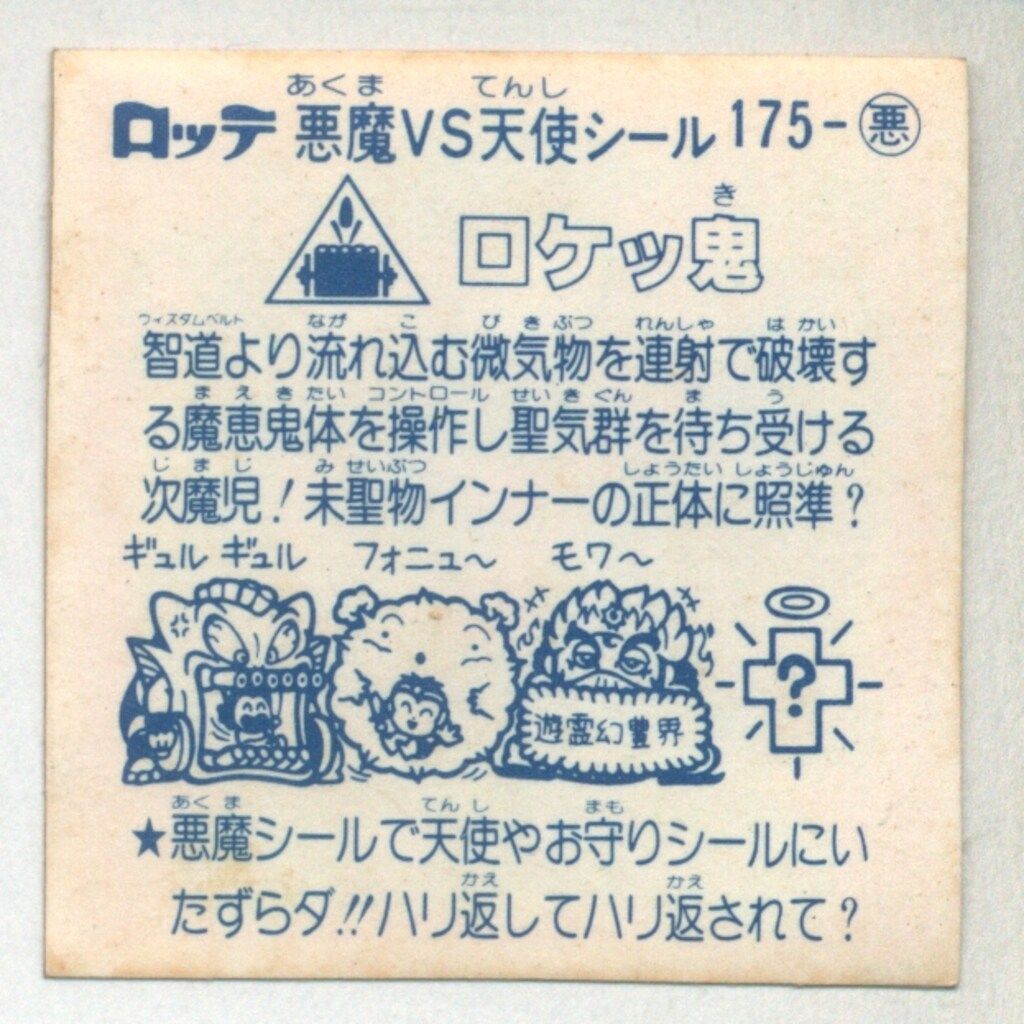 あくま てんし
ロッテ 悪魔VS天使シール 175-悪
き
ロケッ鬼
ウィズダムベルト なが こ び き ぶつ れんしゃ は かい
智道より流れ込む微気物を連射で破壊す
ま え き たい コントロール せい き ぐん ま う
る魔恵鬼体を操作し聖気群を待ち受ける
じ ま じ み せいぶつ しょうたい しょうじゅん
次魔児!未聖物インナーの正体に照準?
ギュル ギュル フォニュ〜 モワ〜
遊霊幻豊界
?
あく ま てん し まも
★悪魔シールで天使やお守りシールにい
かえ かえ
たずらダ!!ハリ返してハリ返されて?